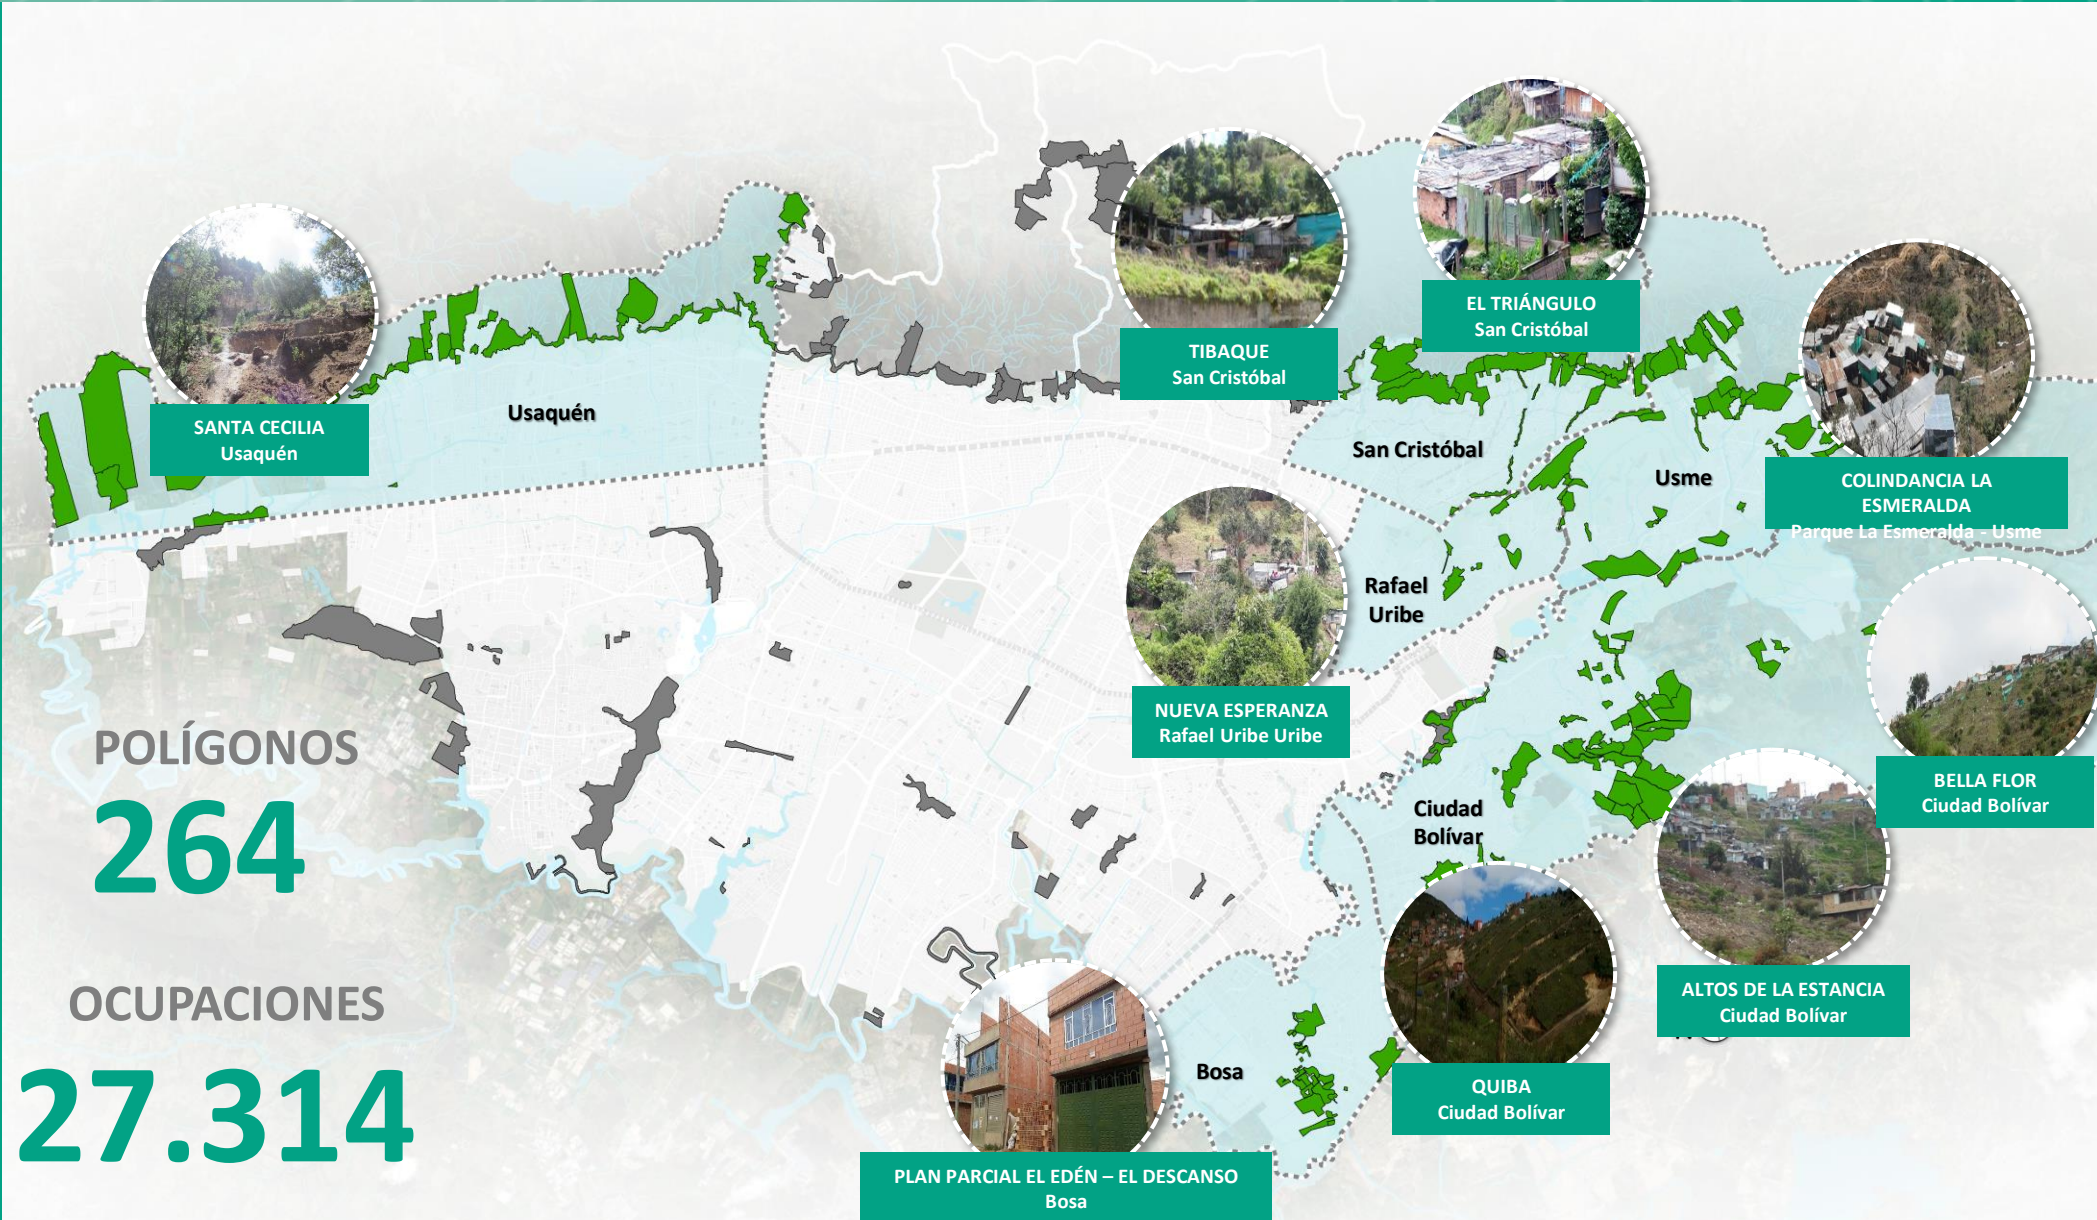 EL TRIÁNGULO
San Cristóbal
TIBAQUE
San Cristóbal
SANTA CECILIA
Usaquén
Usaquén
San Cristóbal
Usme
COLINDANCIA LA
ESMERALDA
Parque La Esmeralda - Usme
Rafael
Uribe
NUEVA ESPERANZA
Rafael Uribe Uribe
POLÍGONOS
264
BELLA FLOR
Ciudad Bolívar
Ciudad
Bolívar
OCUPACIONES
27.314
ALTOS DE LA ESTANCIA
Ciudad Bolívar
Bosa
QUIBA
Ciudad Bolívar
PLAN PARCIAL EL EDÉN – EL DESCANSO
Bosa